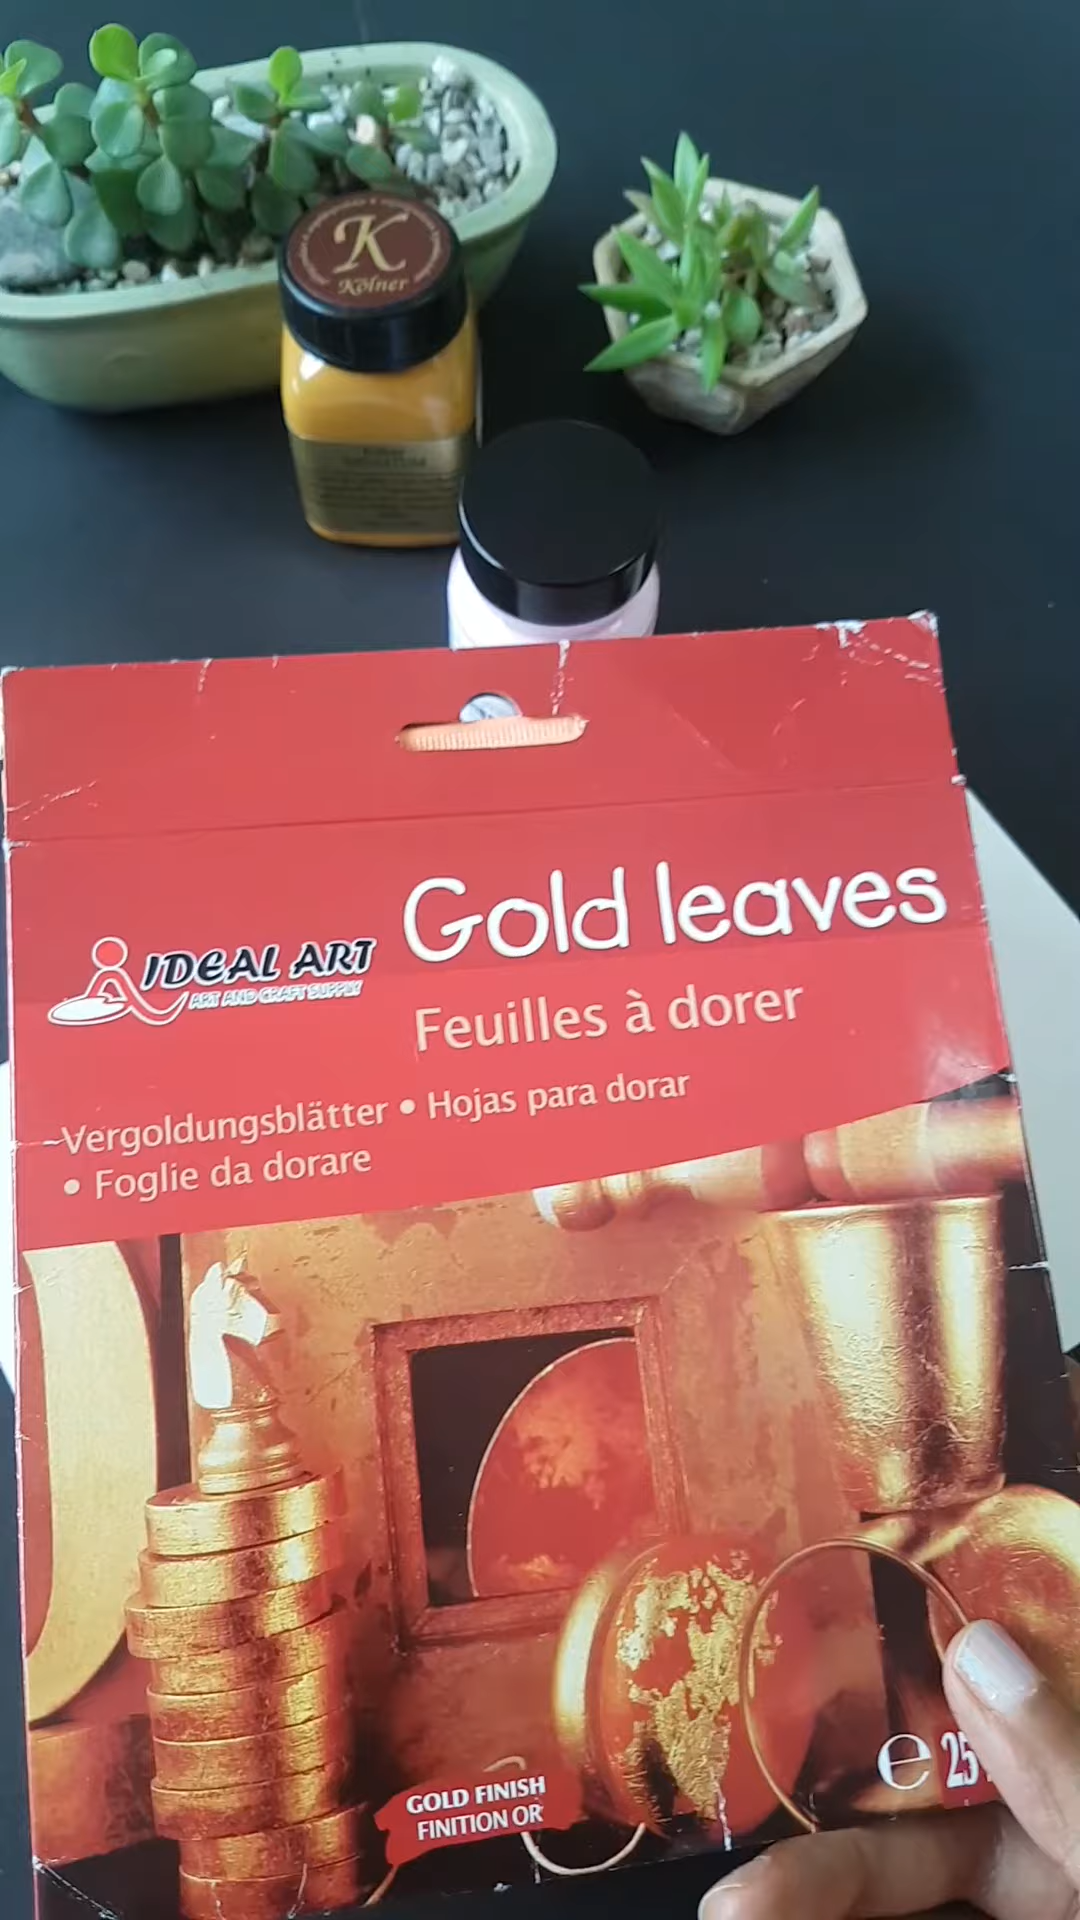 K
Kölner
Gold leaves
IDEAL ART
ART AND CRAFT SUPPLY
Feuilles à dorer
Vergoldungsblätter • Hojas para dorar
• Foglie da dorare
GOLD FINISH
FINITION OR
e 25